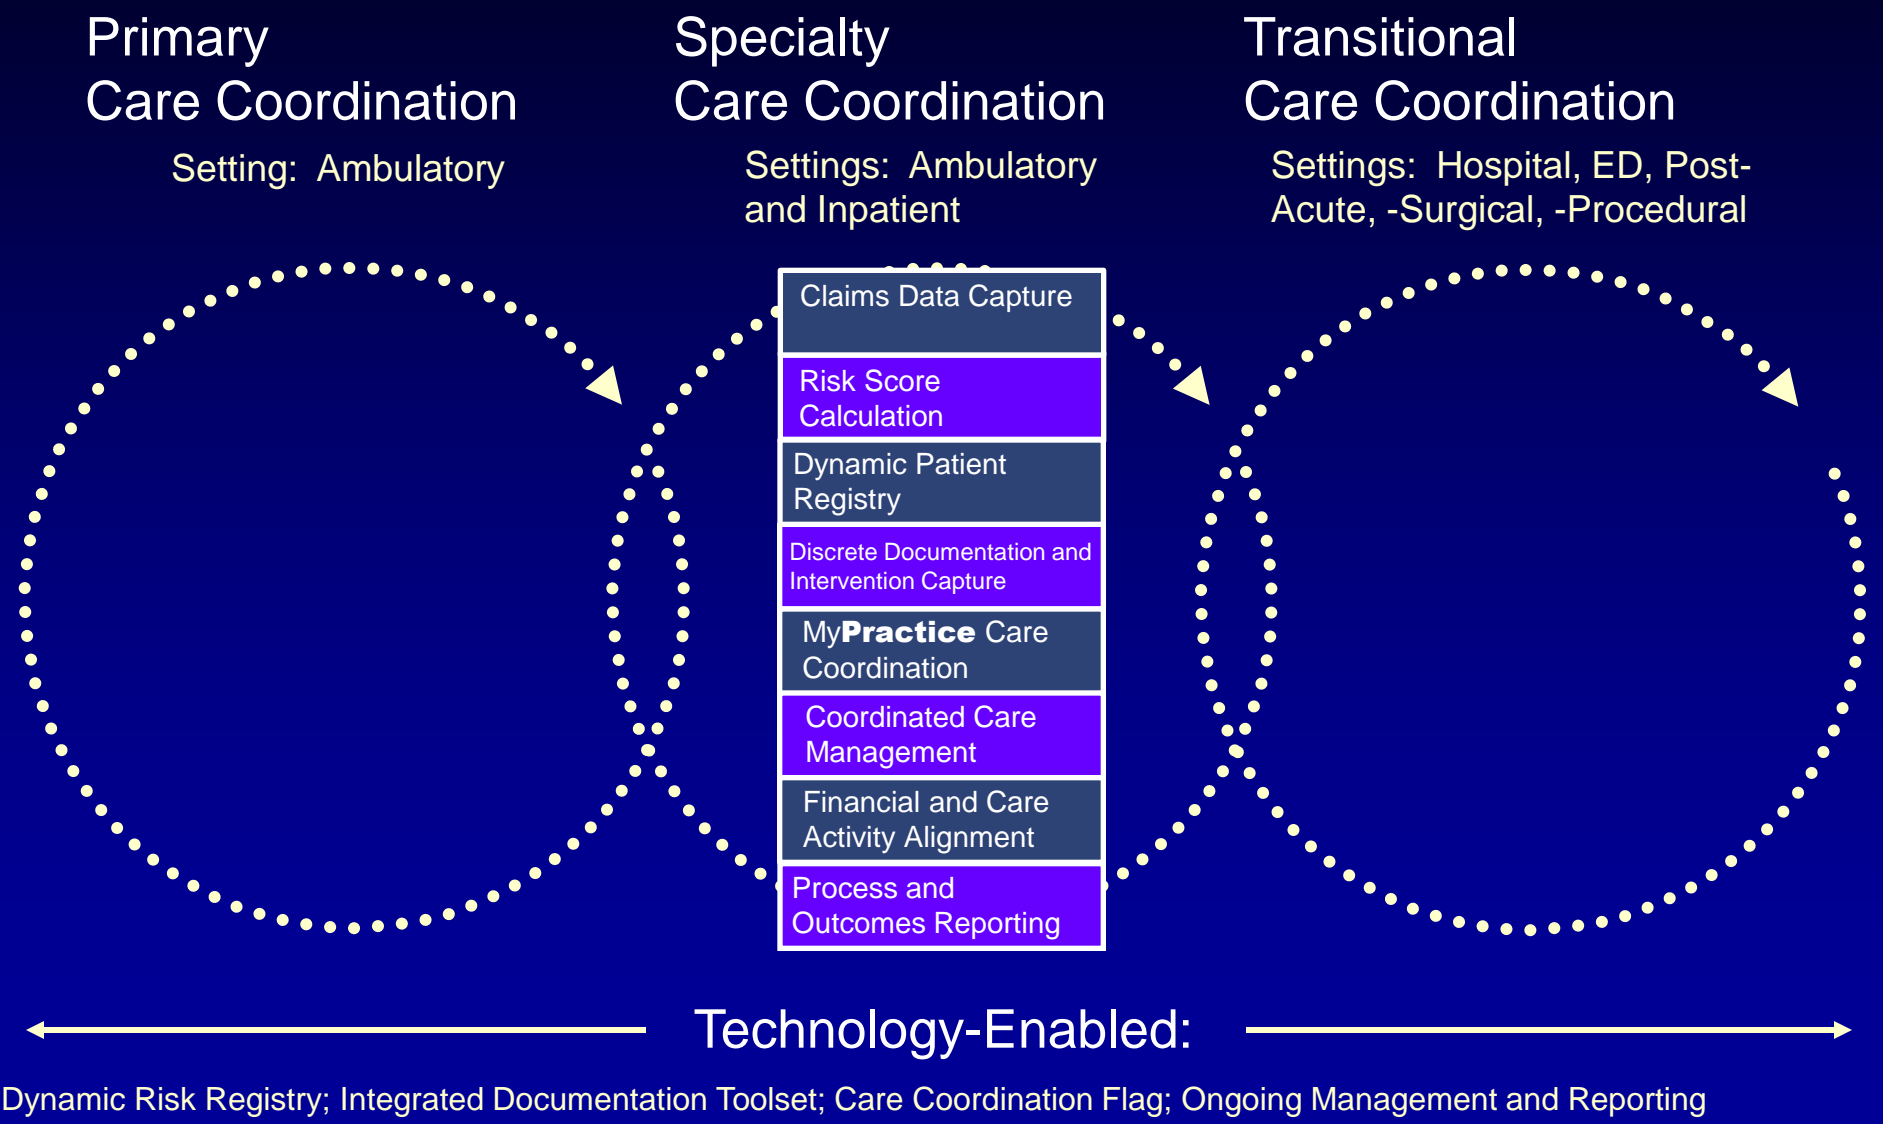 Primary
Care Coordination
Setting:  Ambulatory
Specialty
Care Coordination
Settings:  Ambulatory
and Inpatient
Transitional
Care Coordination
Settings:  Hospital, ED, Post-
Acute, -Surgical, -Procedural
Claims Data Capture
Risk Score
Calculation
Dynamic Patient
Registry
Discrete Documentation and
Intervention Capture
MyPractice Care
Coordination
Coordinated Care
Management
Financial and Care
Activity Alignment
Process and
Outcomes Reporting
Technology-Enabled:
Dynamic Risk Registry; Integrated Documentation Toolset; Care Coordination Flag; Ongoing Management and Reporting